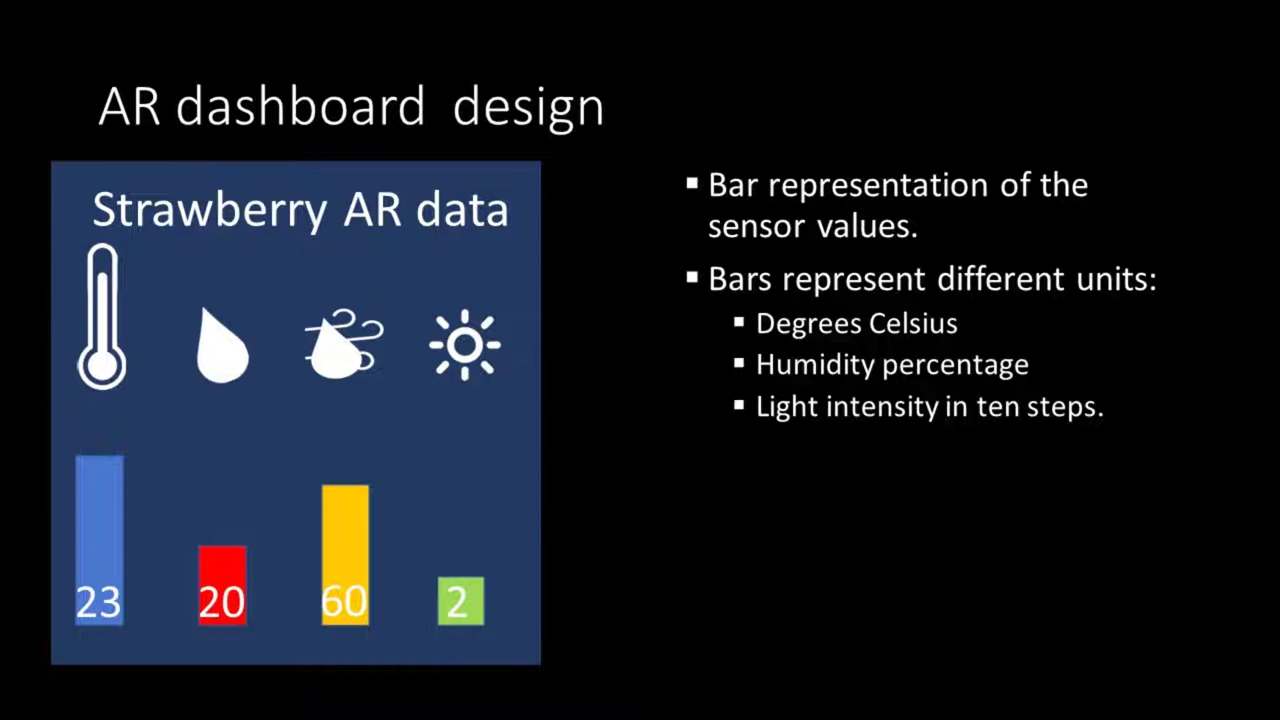 AR dashboard design
Strawberry AR data
23
20
60
2
▪ Bar representation of the
sensor values.
▪ Bars represent different units:
▪ Degrees Celsius
▪ Humidity percentage
▪ Light intensity in ten steps.